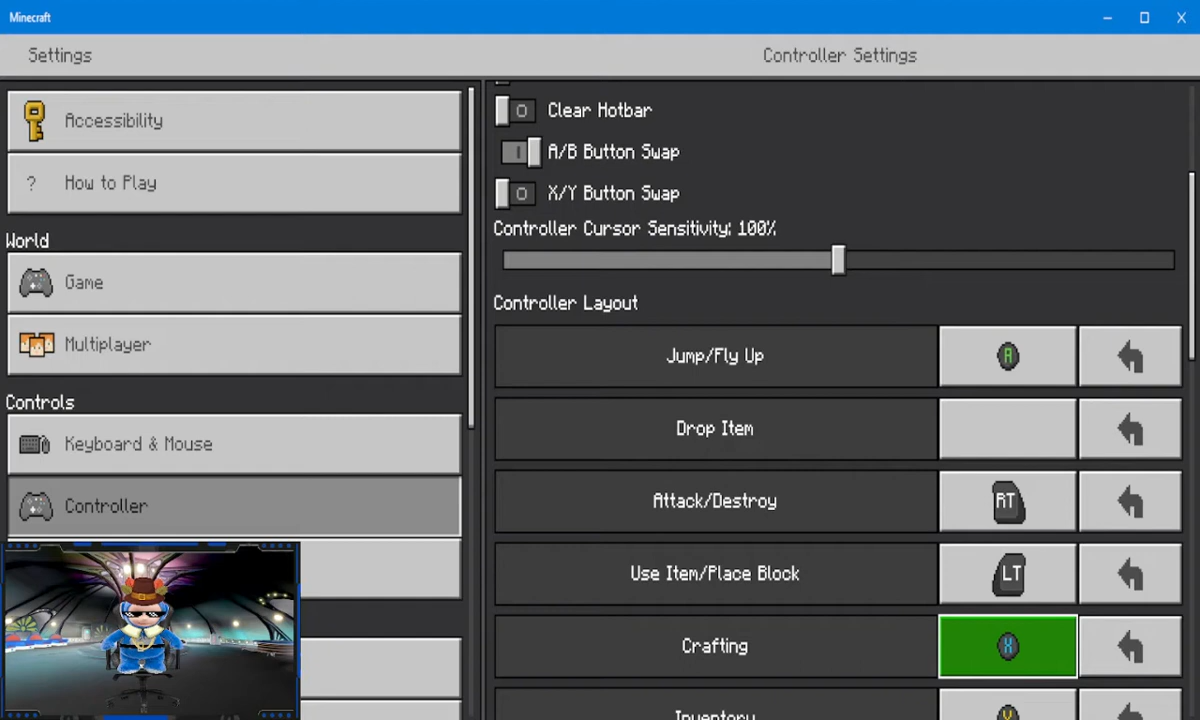 Minecraft
Settings
Controller Settings
Accessibility
? How to Play
World
Game
Multiplayer
Controls
Keyboard & Mouse
Controller
Clear Hotbar
A/B Button Swap
X/Y Button Swap
Controller Cursor Sensitivity: 100%
Controller Layout
Jump/Fly Up A
Drop Item
Attack/Destroy RT
Use Item/Place Block LT
Crafting X
Inventory Y